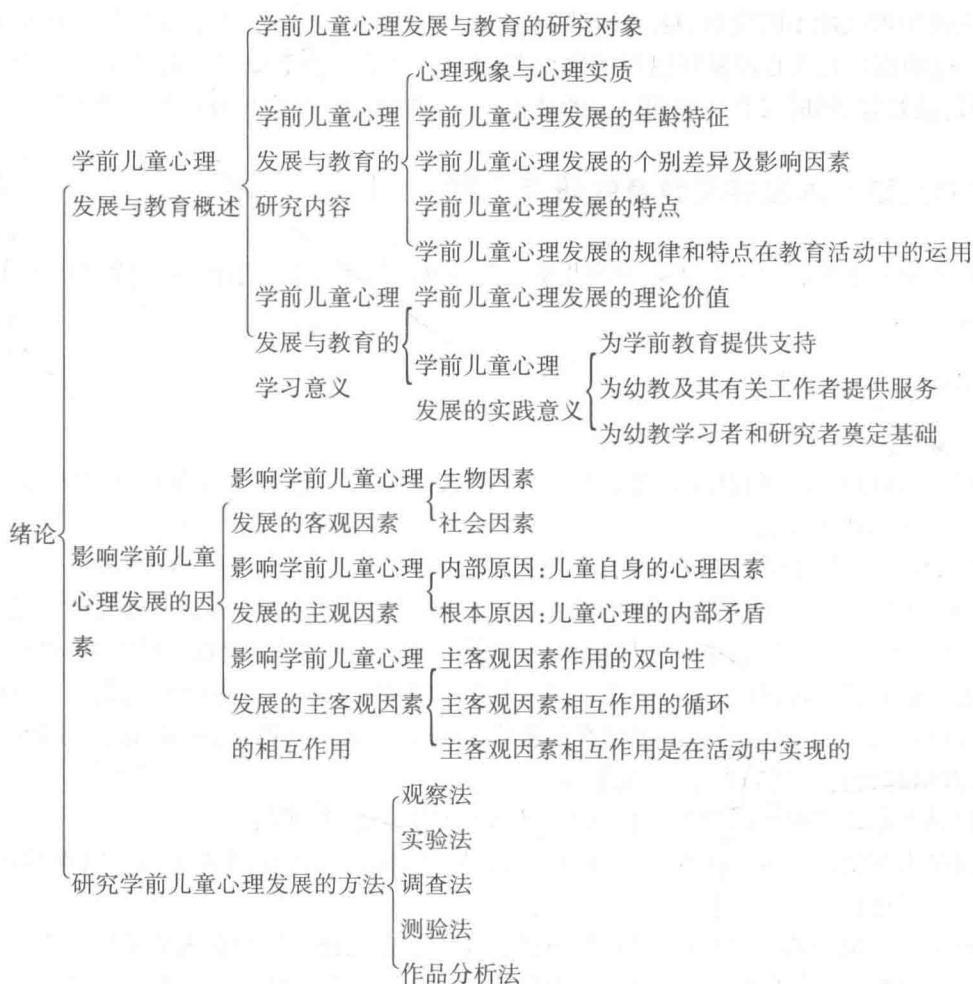 绪论
学前儿童心理
发展与教育概述
学前儿童心理发展与教育的研究对象
学前儿童心理
发展与教育的
研究内容
心理现象与心理实质
学前儿童心理发展的年龄特征
学前儿童心理发展的个别差异及影响因素
学前儿童心理发展的特点
学前儿童心理发展的规律和特点在教育活动中的运用
学前儿童心理
发展与教育的
学习意义
学前儿童心理发展的理论价值
学前儿童心理
发展的实践意义
为学前教育提供支持
为幼教及其有关工作者提供服务
为幼教学习者和研究者奠定基础
影响学前儿童
心理发展的因
素
影响学前儿童心理
发展的客观因素
生物因素
社会因素
影响学前儿童心理
发展的主观因素
内部原因:儿童自身的心理因素
根本原因:儿童心理的内部矛盾
影响学前儿童心理
发展的主客观因素
的相互作用
主客观因素作用的双向性
主客观因素相互作用的循环
主客观因素相互作用是在活动中实现的
研究学前儿童心理发展的方法
观察法
实验法
调查法
测验法
作品分析法